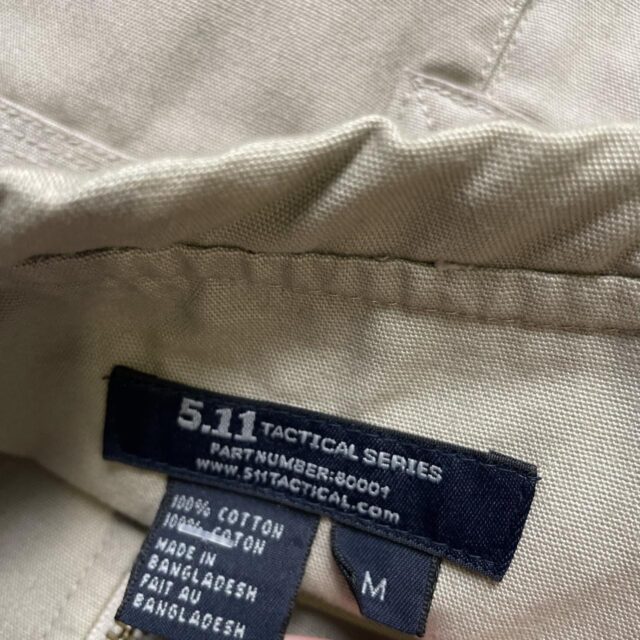 5.11 TACTICAL SERIES
PART NUMBER: 80001
www.511TACTICAL.com
100% COTTON
100% COTON
MADE IN
BANGLADESH
FAIT AU
BANGLADESH
M